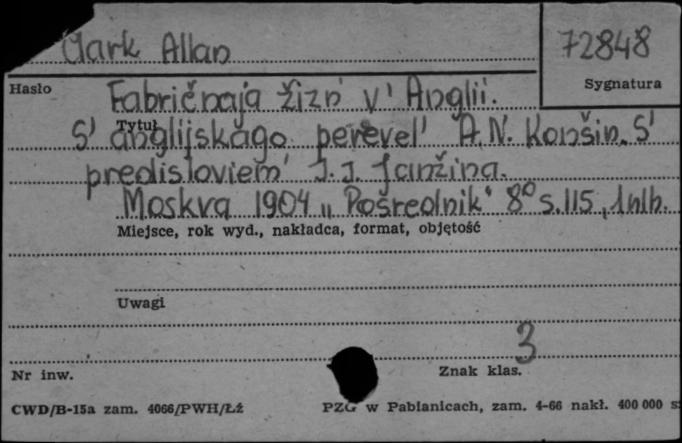 Clark Allan
72848
Hasło
Sygnatura
Fabričnaja žizn' v' Anglii.
Tytuł
S' anglijskago perevel' A. N. Konšin. S'
predisloviem' I. I. Janžina.
Moskva 1904 „Posrednik" 8° s. 115, 1 nlb.
Miejsce, rok wyd., nakładca, format, objętość
Uwagi
3
Nr inw.
Znak klas.
CWD/B-15a zam. 4066/PWH/Łż
PZG w Pabianicach, zam. 4-66 nakł. 400 000 s